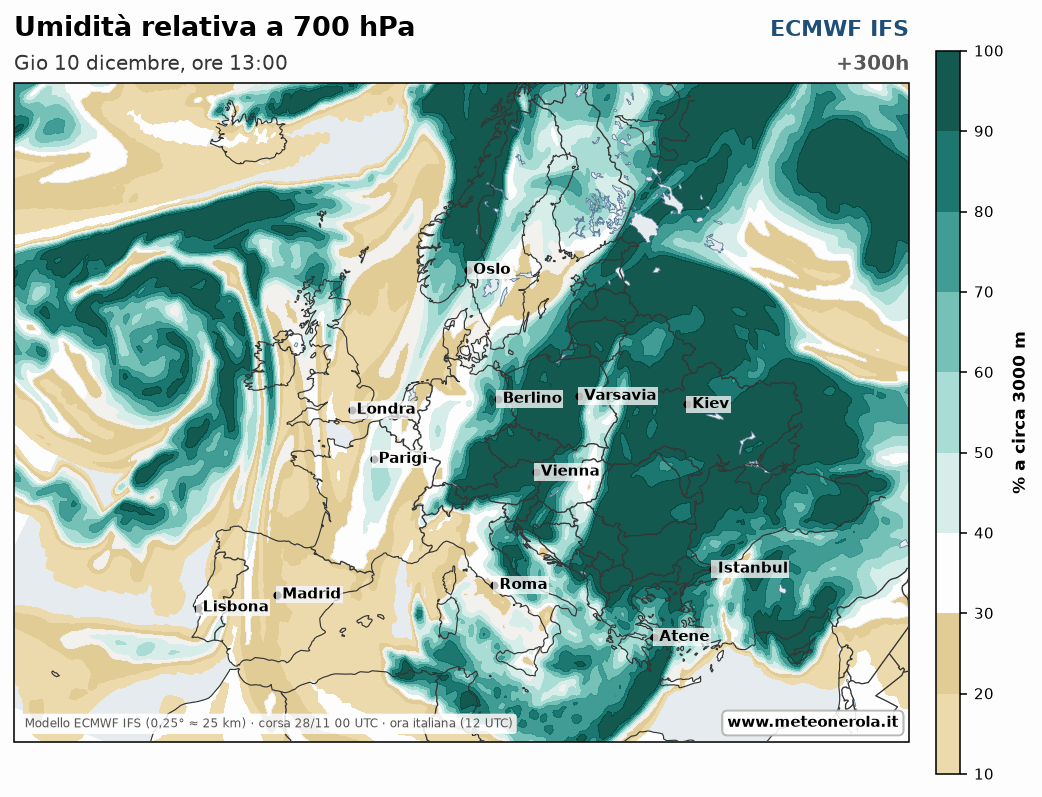 Umidità relativa a 700 hPa
ECMWF IFS
Gio 10 dicembre, ore 13:00
+300h
100
90
80
70
60
50
40
30
20
10
% a circa 3000 m
Oslo
Berlino
Varsavia
Kiev
Londra
Parigi
Vienna
Istanbul
Roma
Madrid
Lisbona
Atene
Modello ECMWF IFS (0,25° ≈ 25 km) · corsa 28/11 00 UTC · ora italiana (12 UTC)
www.meteonerola.it